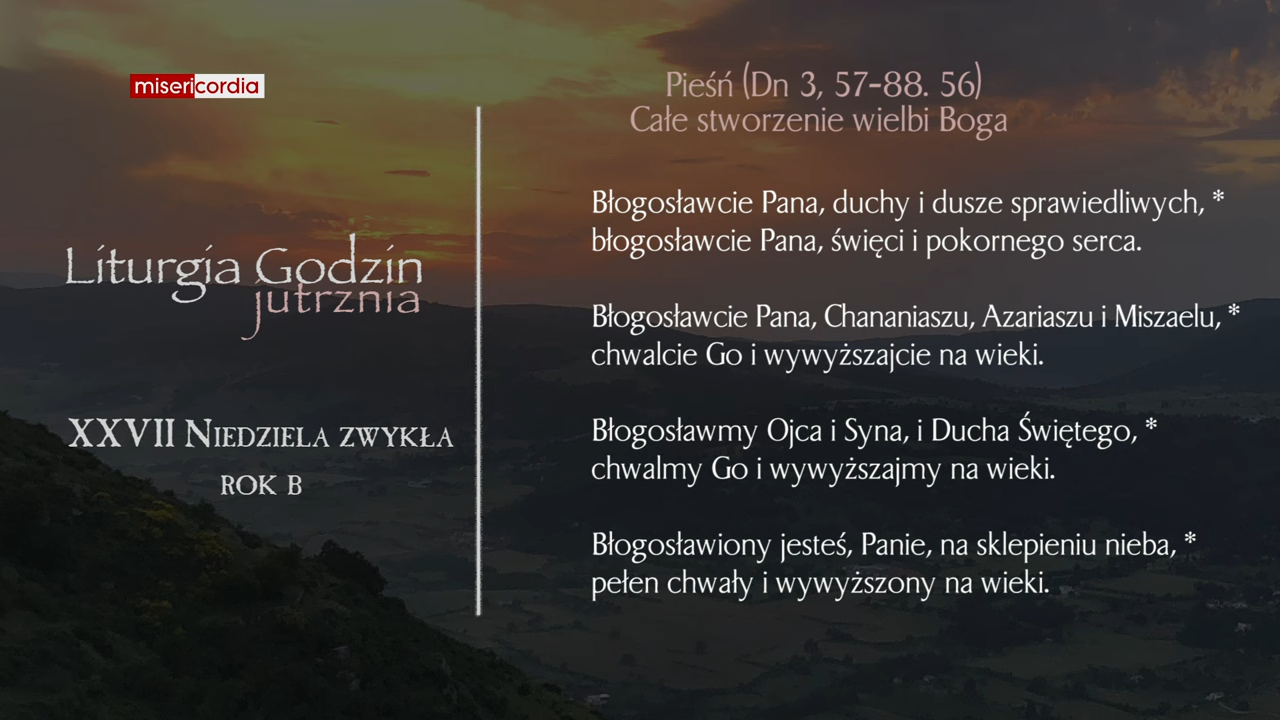 misericordia
Liturgia Godzin
jutrznia
XXVII Niedziela zwykła
rok B
Pieśń (Dn 3, 57-88. 56)
Całe stworzenie wielbi Boga
Błogosławcie Pana, duchy i dusze sprawiedliwych, *
błogosławcie Pana, święci i pokornego serca.
Błogosławcie Pana, Chananiaszu, Azariaszu i Miszaelu, *
chwalcie Go i wywyższajcie na wieki.
Błogosławmy Ojca i Syna, i Ducha Świętego, *
chwalmy Go i wywyższajmy na wieki.
Błogosławiony jesteś, Panie, na sklepieniu nieba, *
pełen chwały i wywyższony na wieki.